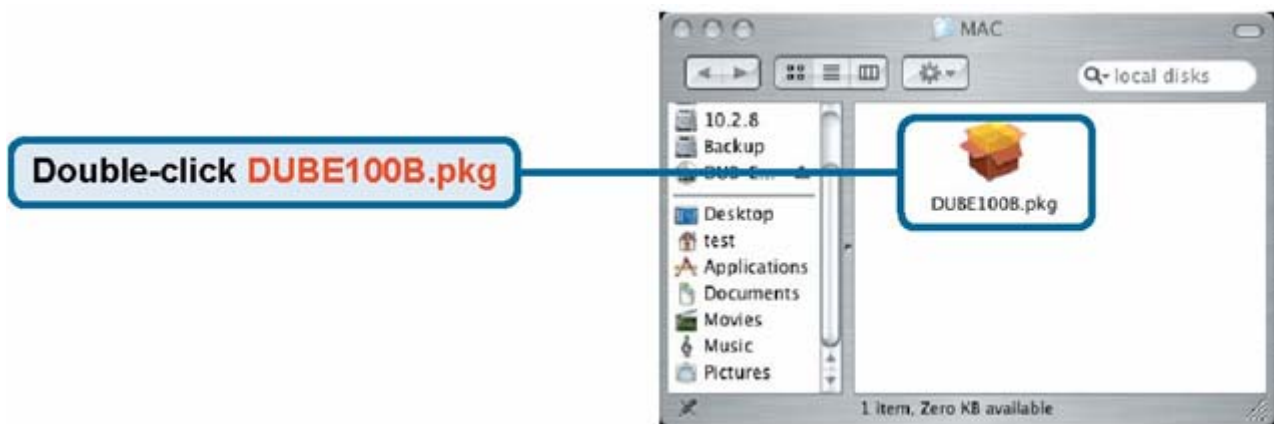 Double-click DUBE100B.pkg
MAC
local disks
10.2.8
Backup
Desktop
test
Applications
Documents
Movies
Music
Pictures
DUBE100B.pkg
1 item, Zero KB available